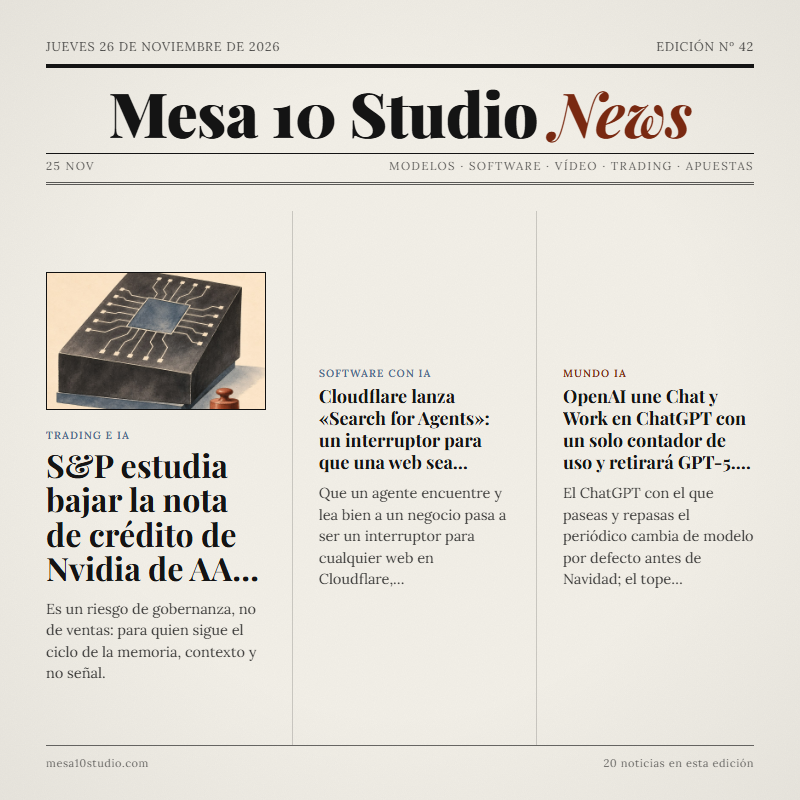 JUEVES 26 DE NOVIEMBRE DE 2026
EDICIÓN Nº 42
Mesa 10 Studio News
25 NOV
MODELOS · SOFTWARE · VÍDEO · TRADING · APUESTAS
TRADING E IA
S&P estudia
bajar la nota
de crédito de
Nvidia de AA...
Es un riesgo de gobernanza, no
de ventas: para quien sigue el
ciclo de la memoria, contexto y
no señal.
SOFTWARE CON IA
Cloudflare lanza
«Search for Agents»:
un interruptor para
que una web sea...
Que un agente encuentre y
lea bien a un negocio pasa a
ser un interruptor para
cualquier web en
Cloudflare,...
MUNDO IA
OpenAI une Chat y
Work en ChatGPT con
un solo contador de
uso y retirará GPT-5....
El ChatGPT con el que
paseas y repasas el
periódico cambia de modelo
por defecto antes de
Navidad; el tope...
mesa10studio.com
20 noticias en esta edición